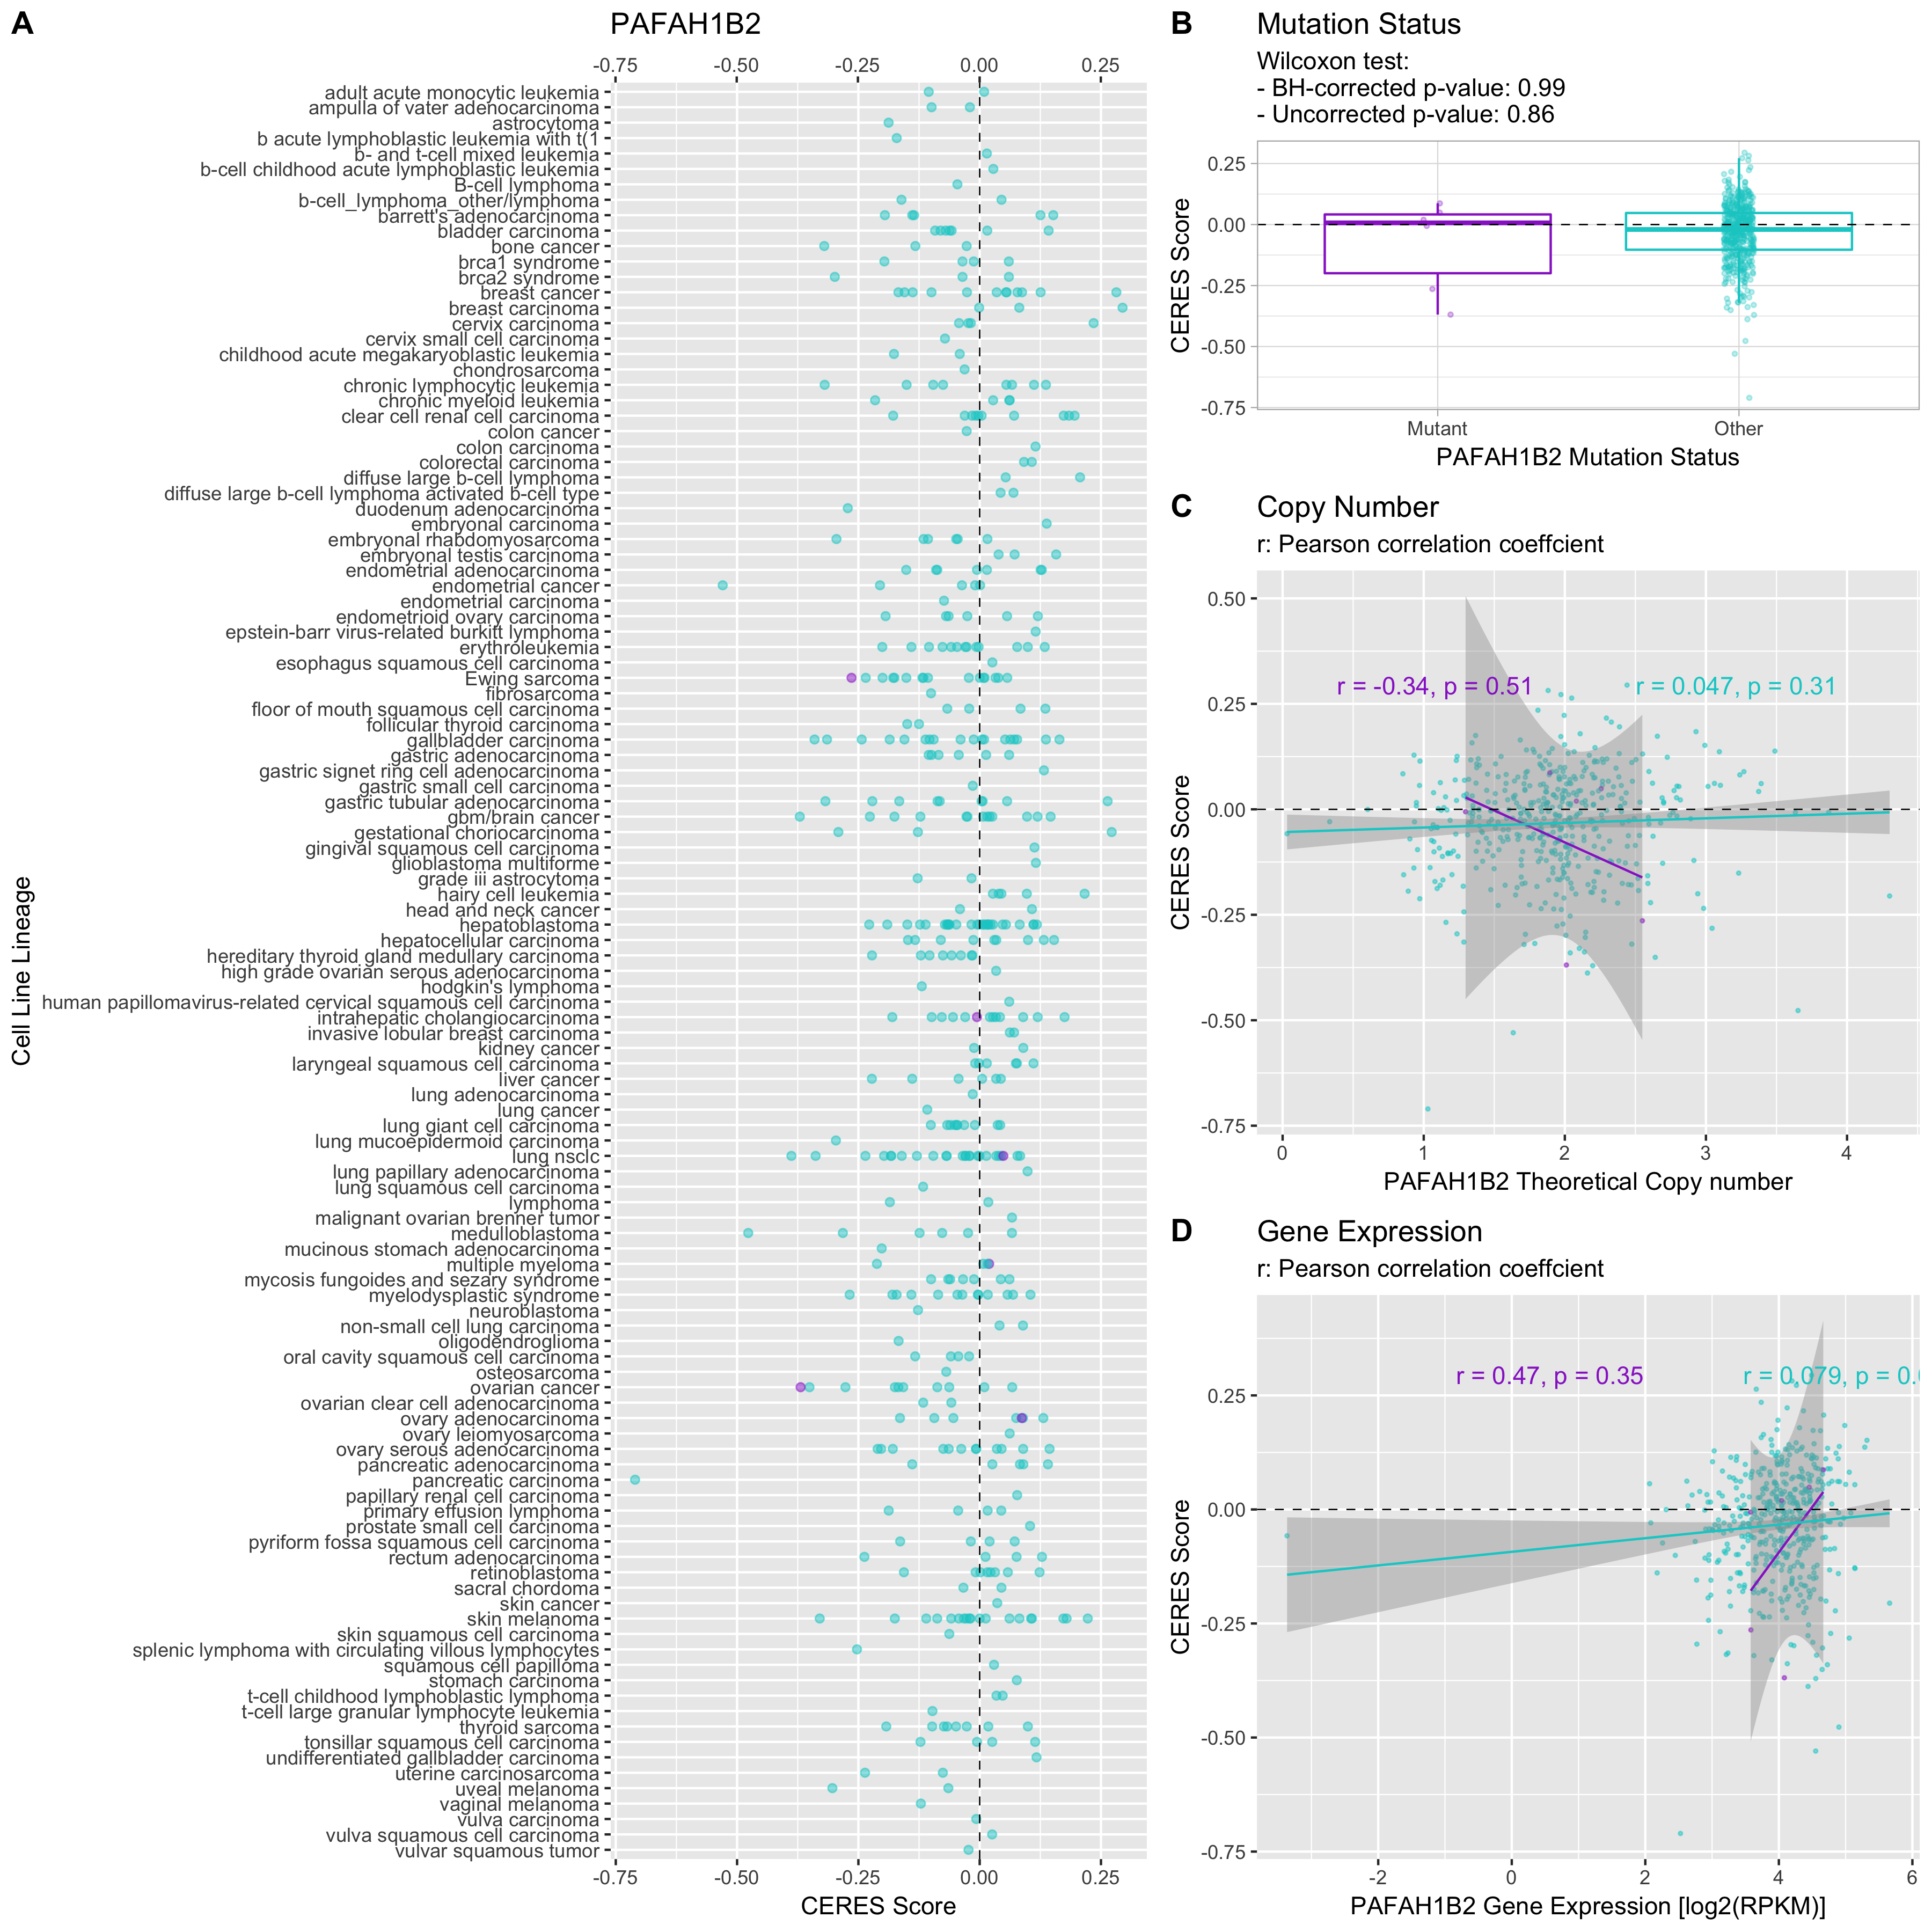 A
PAFAH1B2
-0.75 -0.50 -0.25 0.00 0.25
adult acute monocytic leukemia
ampulla of vater adenocarcinoma
astrocytoma
b acute lymphoblastic leukemia with t(1
b- and t-cell mixed leukemia
b-cell childhood acute lymphoblastic leukemia
B-cell lymphoma
b-cell_lymphoma_other/lymphoma
barrett's adenocarcinoma
bladder carcinoma
bone cancer
brca1 syndrome
brca2 syndrome
breast cancer
breast carcinoma
cervix carcinoma
cervix small cell carcinoma
childhood acute megakaryoblastic leukemia
chondrosarcoma
chronic lymphocytic leukemia
chronic myeloid leukemia
clear cell renal cell carcinoma
colon cancer
colon carcinoma
colorectal carcinoma
diffuse large b-cell lymphoma
diffuse large b-cell lymphoma activated b-cell type
duodenum adenocarcinoma
embryonal carcinoma
embryonal rhabdomyosarcoma
embryonal testis carcinoma
endometrial adenocarcinoma
endometrial cancer
endometrial carcinoma
endometrioid ovary carcinoma
epstein-barr virus-related burkitt lymphoma
erythroleukemia
esophagus squamous cell carcinoma
Ewing sarcoma
fibrosarcoma
floor of mouth squamous cell carcinoma
follicular thyroid carcinoma
gallbladder carcinoma
gastric adenocarcinoma
gastric signet ring cell adenocarcinoma
gastric small cell carcinoma
gastric tubular adenocarcinoma
gbm/brain cancer
gestational choriocarcinoma
gingival squamous cell carcinoma
glioblastoma multiforme
grade iii astrocytoma
hairy cell leukemia
head and neck cancer
hepatoblastoma
hepatocellular carcinoma
hereditary thyroid gland medullary carcinoma
high grade ovarian serous adenocarcinoma
hodgkin's lymphoma
human papillomavirus-related cervical squamous cell carcinoma
intrahepatic cholangiocarcinoma
invasive lobular breast carcinoma
kidney cancer
laryngeal squamous cell carcinoma
liver cancer
lung adenocarcinoma
lung cancer
lung giant cell carcinoma
lung mucoepidermoid carcinoma
lung nsclc
lung papillary adenocarcinoma
lung squamous cell carcinoma
lymphoma
malignant ovarian brenner tumor
medulloblastoma
mucinous stomach adenocarcinoma
multiple myeloma
mycosis fungoides and sezary syndrome
myelodysplastic syndrome
neuroblastoma
non-small cell lung carcinoma
oligodendroglioma
oral cavity squamous cell carcinoma
osteosarcoma
ovarian cancer
ovarian clear cell adenocarcinoma
ovary adenocarcinoma
ovary leiomyosarcoma
ovary serous adenocarcinoma
pancreatic adenocarcinoma
pancreatic carcinoma
papillary renal cell carcinoma
primary effusion lymphoma
prostate small cell carcinoma
pyriform fossa squamous cell carcinoma
rectum adenocarcinoma
retinoblastoma
sacral chordoma
skin cancer
skin melanoma
skin squamous cell carcinoma
splenic lymphoma with circulating villous lymphocytes
squamous cell papilloma
stomach carcinoma
t-cell childhood lymphoblastic lymphoma
t-cell large granular lymphocyte leukemia
thyroid sarcoma
tonsillar squamous cell carcinoma
undifferentiated gallbladder carcinoma
uterine carcinosarcoma
uveal melanoma
vaginal melanoma
vulva carcinoma
vulva squamous cell carcinoma
vulvar squamous tumor
-0.75 -0.50 -0.25 0.00 0.25
CERES Score
Cell Line Lineage
B
Mutation Status
Wilcoxon test:
- BH-corrected p-value: 0.99
- Uncorrected p-value: 0.86
0.25
0.00
-0.25
-0.50
-0.75
CERES Score
Mutant Other
PAFAH1B2 Mutation Status
C
Copy Number
r: Pearson correlation coeffcient
r = -0.34, p = 0.51 r = 0.047, p = 0.31
0.50
0.25
0.00
-0.25
-0.50
-0.75
CERES Score
0 1 2 3 4
PAFAH1B2 Theoretical Copy number
D
Gene Expression
r: Pearson correlation coeffcient
r = 0.47, p = 0.35 r = 0.079, p = 0.
0.25
0.00
-0.25
-0.50
-0.75
CERES Score
-2 0 2 4 6
PAFAH1B2 Gene Expression [log2(RPKM)]